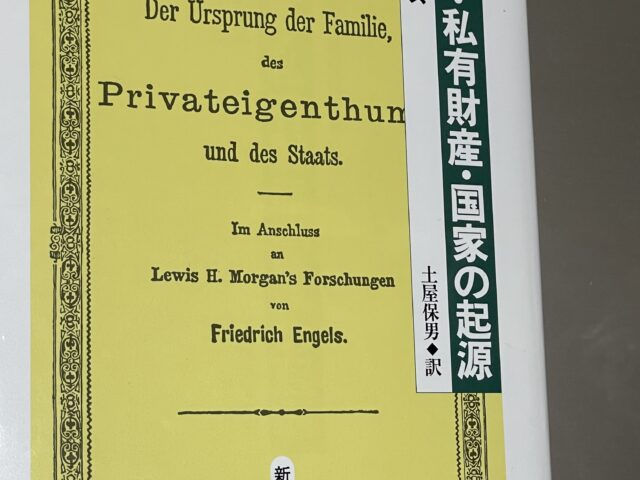 Der Ursprung der Familie,
des
Privateigenthum
und des Staats.
Im Anschluss
an
Lewis H. Morgan's Forschungen
von
Friedrich Engels.
・私有財産・国家の起源
土屋保男◆訳
新